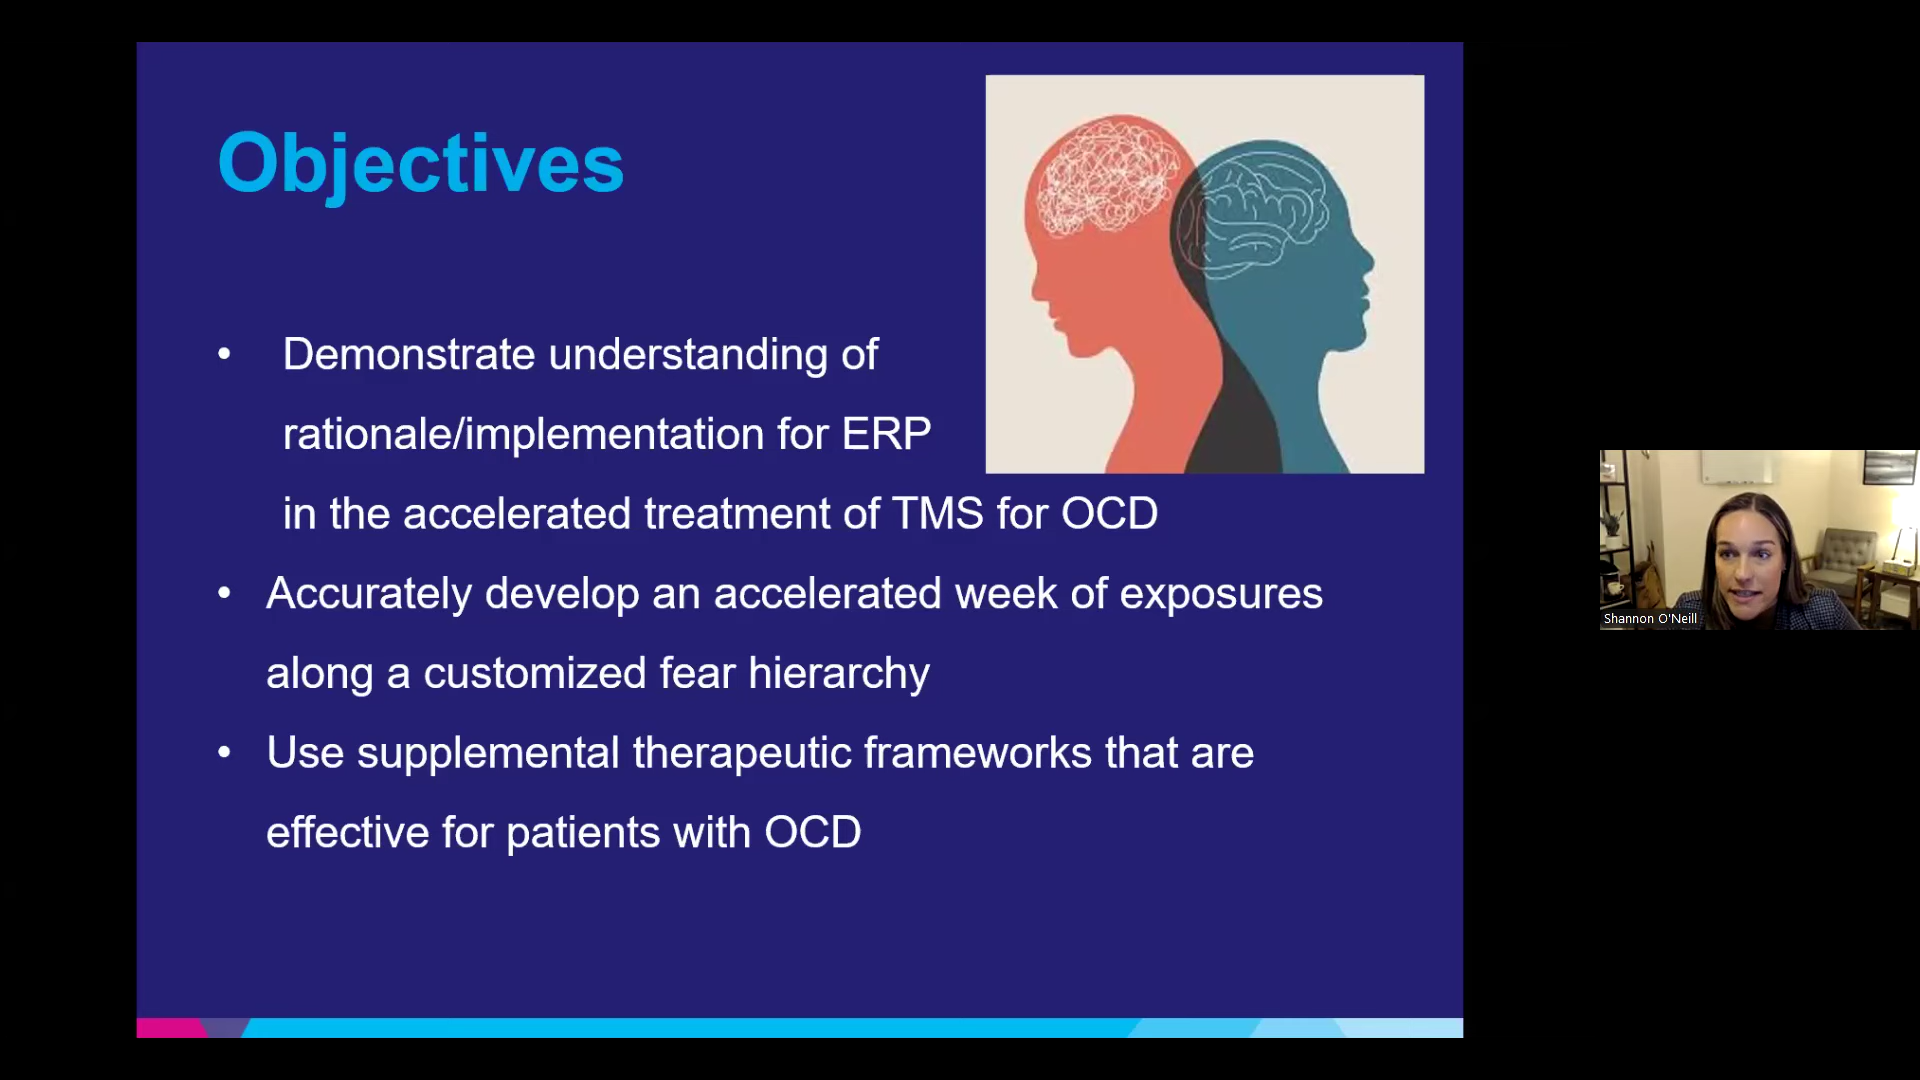 Objectives
• Demonstrate understanding of
rationale/implementation for ERP
in the accelerated treatment of TMS for OCD
• Accurately develop an accelerated week of exposures
along a customized fear hierarchy
• Use supplemental therapeutic frameworks that are
effective for patients with OCD
Shannon O'Neill